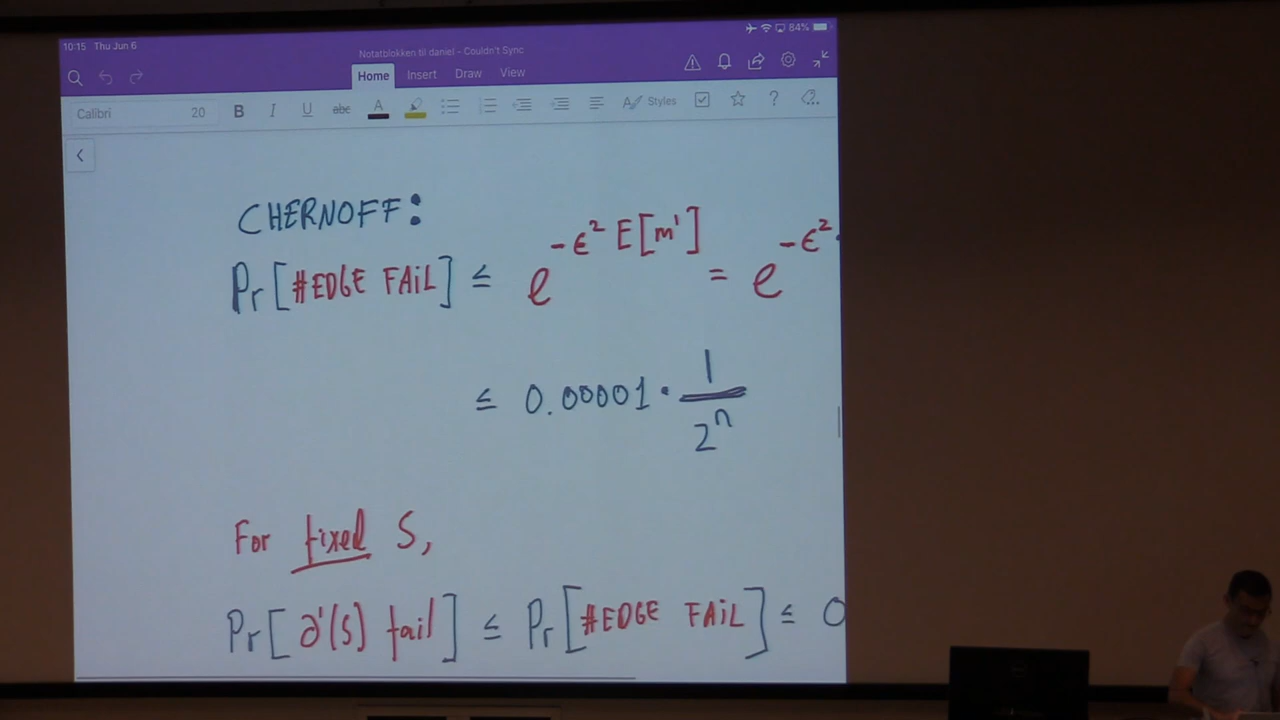 10:15 Thu Jun 6
84%
Notatblokken til daniel - Couldn't Sync
Home Insert Draw View
Calibri 20 B I U abc A Styles ?
CHERNOFF:
Pr[#EDGE FAIL] ≤ e^{-ϵ² E[m']} = e^{-ϵ²·
≤ 0.00001 · 1/2ⁿ
For fixed S,
Pr[∂'(S) fail] ≤ Pr[#EDGE FAIL] ≤ 0